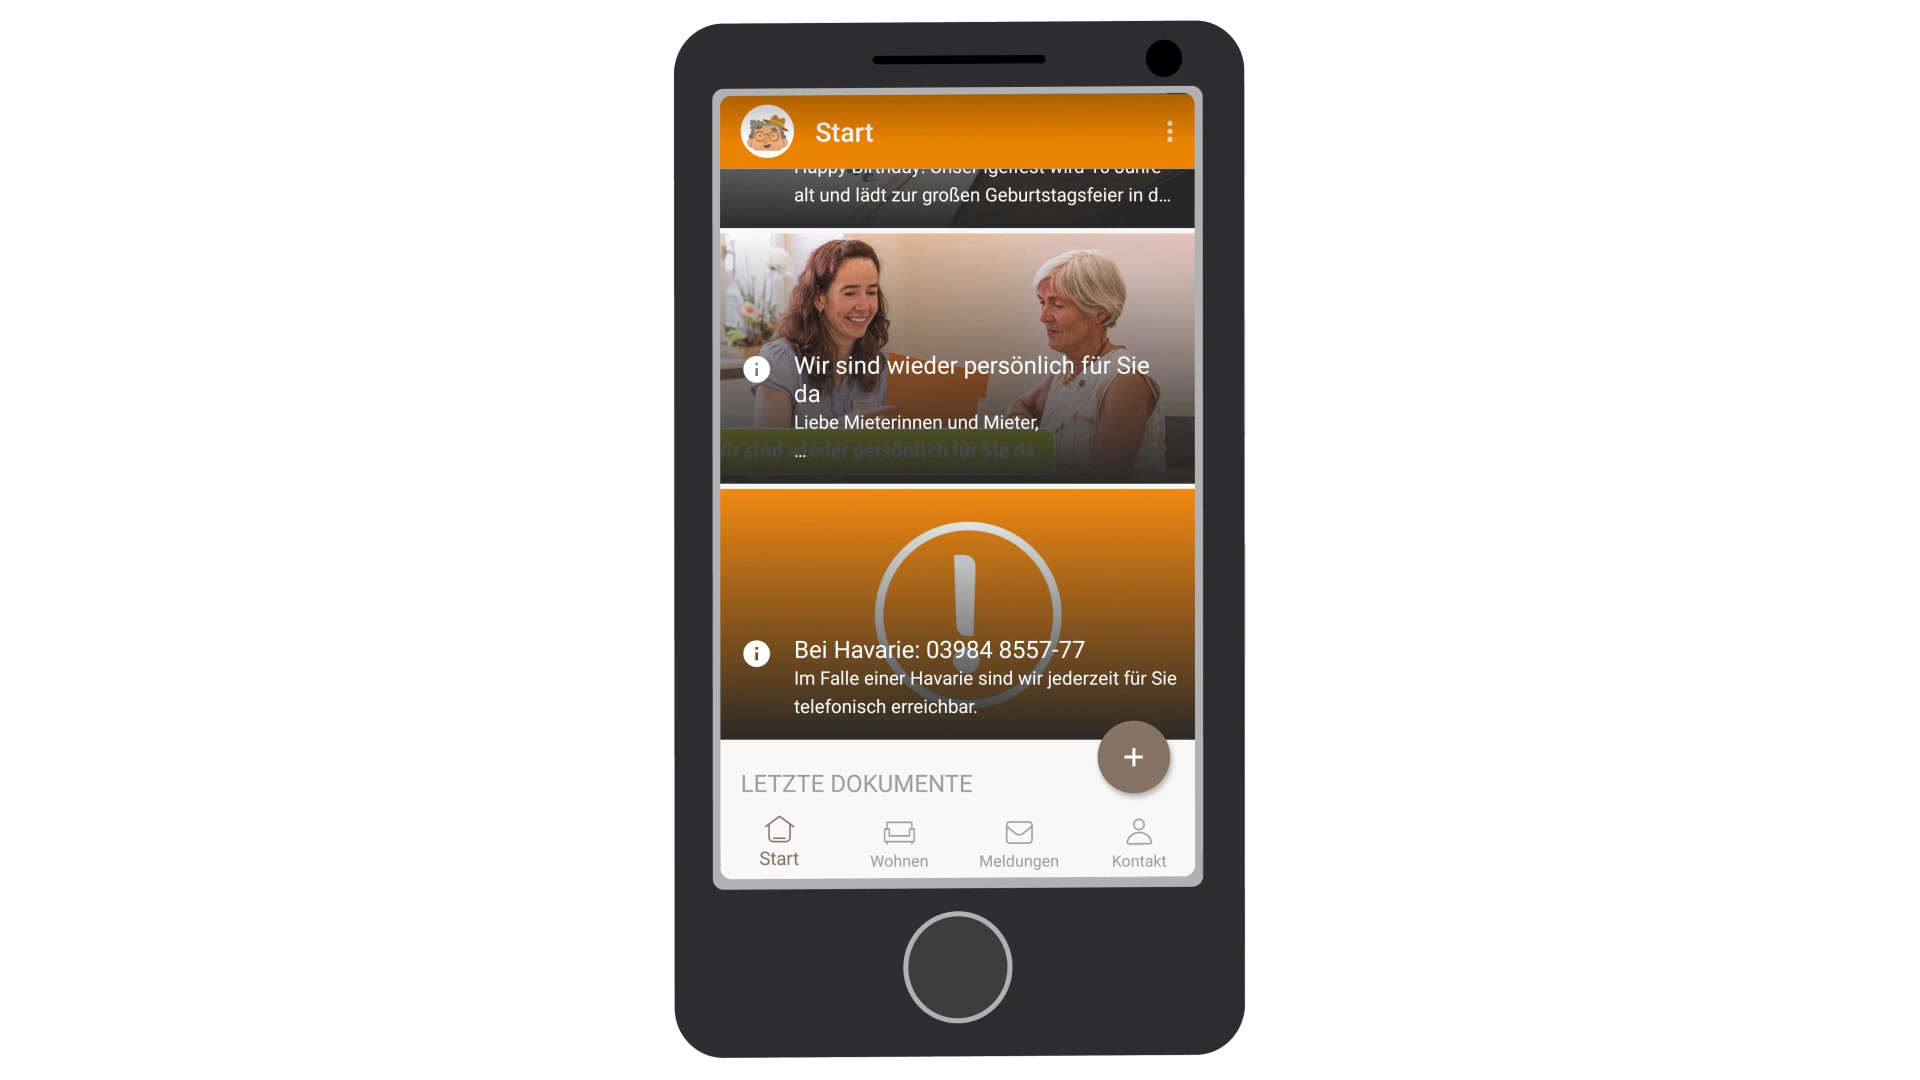 Start
Happy Birthday! Unser Igelfest wird 10 Jahre
alt und lädt zur großen Geburtstagsfeier in d...
Wir sind wieder persönlich für Sie
da
Liebe Mieterinnen und Mieter,
...
Wir sind wieder persönlich für Sie da.
Bei Havarie: 03984 8557-77
Im Falle einer Havarie sind wir jederzeit für Sie
telefonisch erreichbar.
LETZTE DOKUMENTE
Start
Wohnen
Meldungen
Kontakt